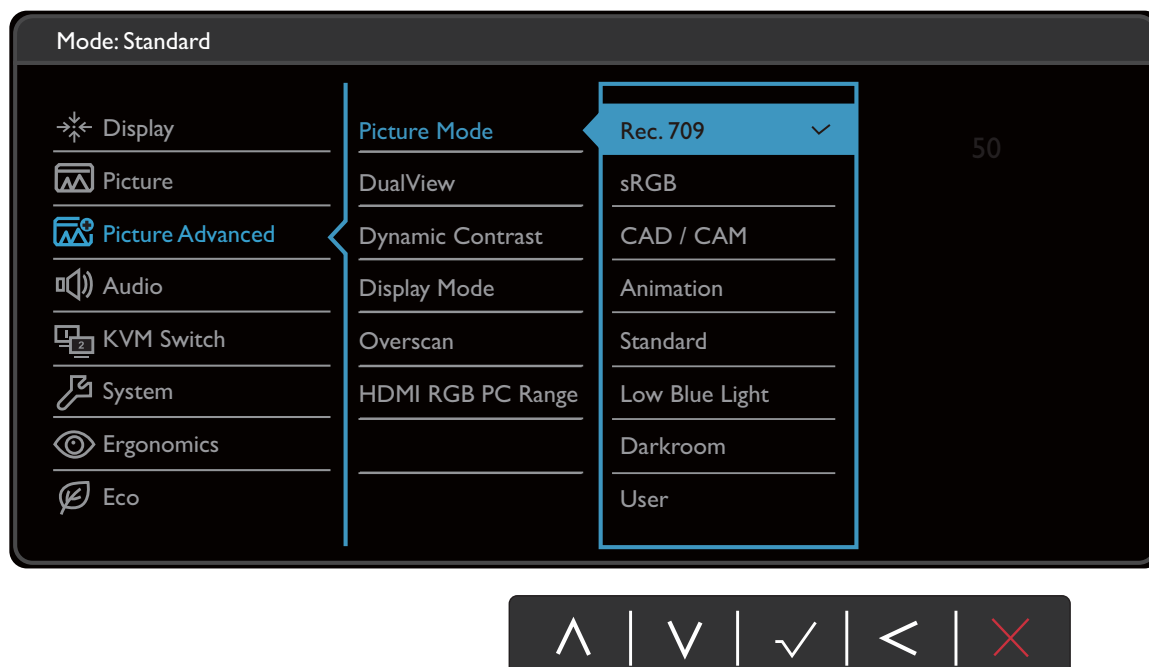 Mode: Standard
Display
Picture
Picture Advanced
Audio
KVM Switch
2
System
Ergonomics
Eco
Picture Mode
DualView
Dynamic Contrast
Display Mode
Overscan
HDMI RGB PC Range
Rec. 709
sRGB
CAD / CAM
Animation
Standard
Low Blue Light
Darkroom
User
50